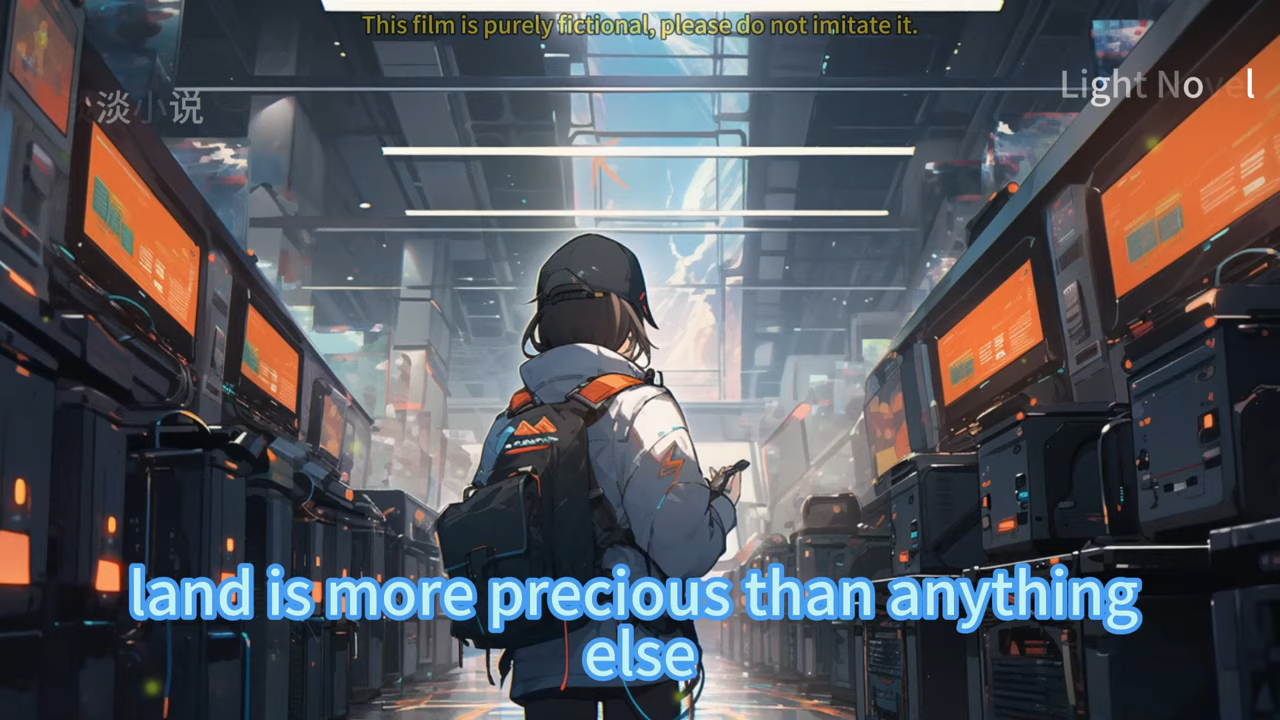 This film is purely fictional, please do not imitate it.
Light Novel
淡小说
land is more precious than anything
else